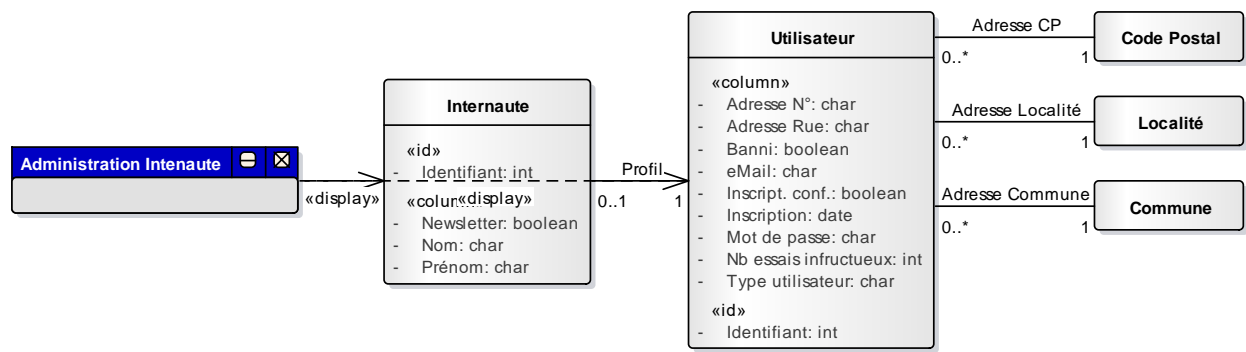 Administration Intenaute
«display»
Internaute
«id»
- Identifiant: int
«colum
«display»
- Newsletter: boolean
- Nom: char
- Prénom: char
Profil
0..1
1
Utilisateur
«column»
- Adresse N°: char
- Adresse Rue: char
- Banni: boolean
- eMail: char
- Inscript. conf.: boolean
- Inscription: date
- Mot de passe: char
- Nb essais infructueux: int
- Type utilisateur: char
«id»
- Identifiant: int
Adresse CP
0..*
1
Code Postal
Adresse Localité
0..*
1
Localité
Adresse Commune
0..*
1
Commune